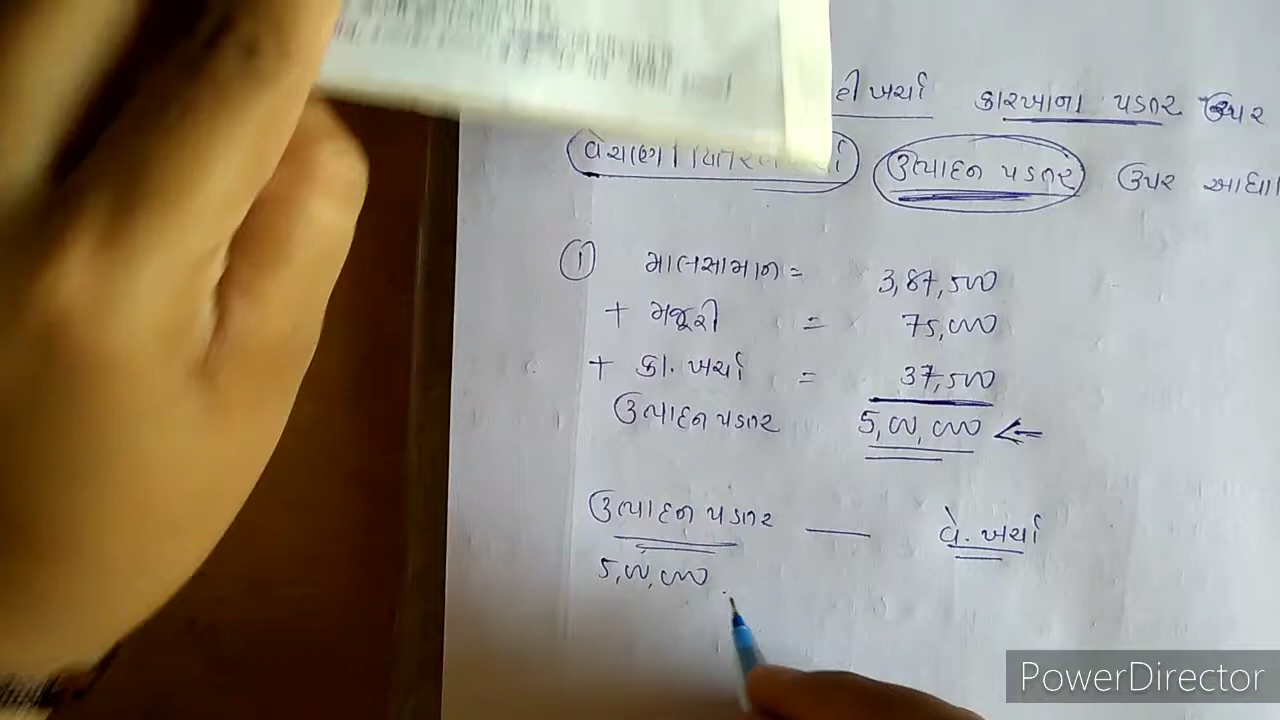 ખર્ચા કારખાના પડતર ઉપર
વેચાણ વિતરણ ઉત્પાદન પડતર ઉપર
① માલસામાન = 3,87,500
+ મજૂરી = 75,000
+ કા. ખર્ચા = 37,500
ઉત્પાદન પડતર 5,00,000 ←
ઉત્પાદન પડતર — વે. ખર્ચા
5,00,000
PowerDirector